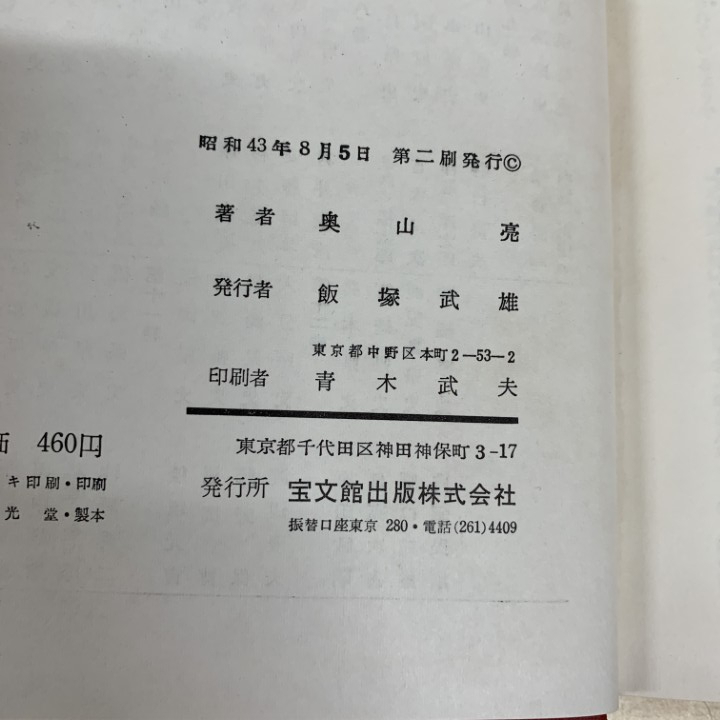 昭和43年8月5日 第二刷発行©
著者 奥山亮
発行者 飯塚武雄
東京都中野区本町2―53―2
印刷者 青木武夫
東京都千代田区神田神保町3-17
発行所 宝文館出版株式会社
振替口座東京 280・電話(261)4409
460円
キ印刷・印刷
光堂・製本